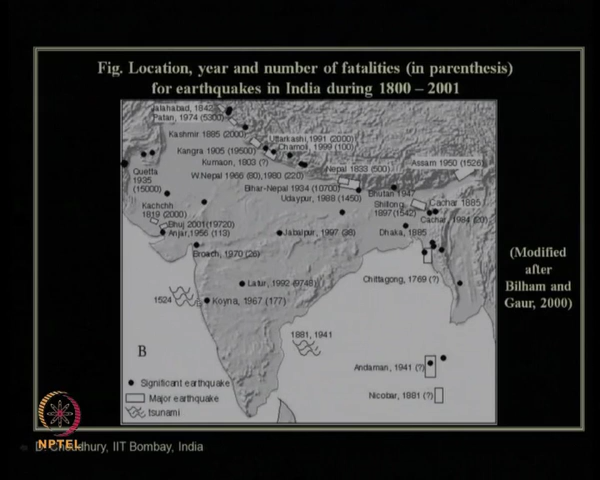 Fig. Location, year and number of fatalities (in parenthesis)
for earthquakes in India during 1800 – 2001
Jalahabad, 1842
Patan, 1974 (5300)
Kashmir 1885 (2000)
Uttarkashi, 1991 (2000)
Chamoli, 1999 (100)
Kangra 1905 (19500)
Kumaon, 1803 (?)
Nepal 1833 (500)
Assam 1950 (1526)
Quetta
1935
(15000)
W.Nepal 1966 (80), 1980 (220)
Bihar-Nepal 1934 (10700)
Bhutan 1947
Udaypur, 1988 (1450)
Shillong,
1897 (1542)
Cachar 1885
Cachar, 1984 (20)
Kachchh
1819 (2000)
Bhuj 2001 (19720)
Anjar, 1956 (113)
Jabalpur, 1997 (38)
Dhaka, 1885
Broach, 1970 (26)
Chittagong, 1769 (?)
Latur, 1992 (9748)
1524
Koyna, 1967 (177)
1881, 1941
(Modified
after
Bilham and
Gaur, 2000)
B
Andaman, 1941 (?)
Nicobar, 1881 (?)
Significant earthquake
Major earthquake
tsunami
NPTEL
D. Choudhury, IIT Bombay, India